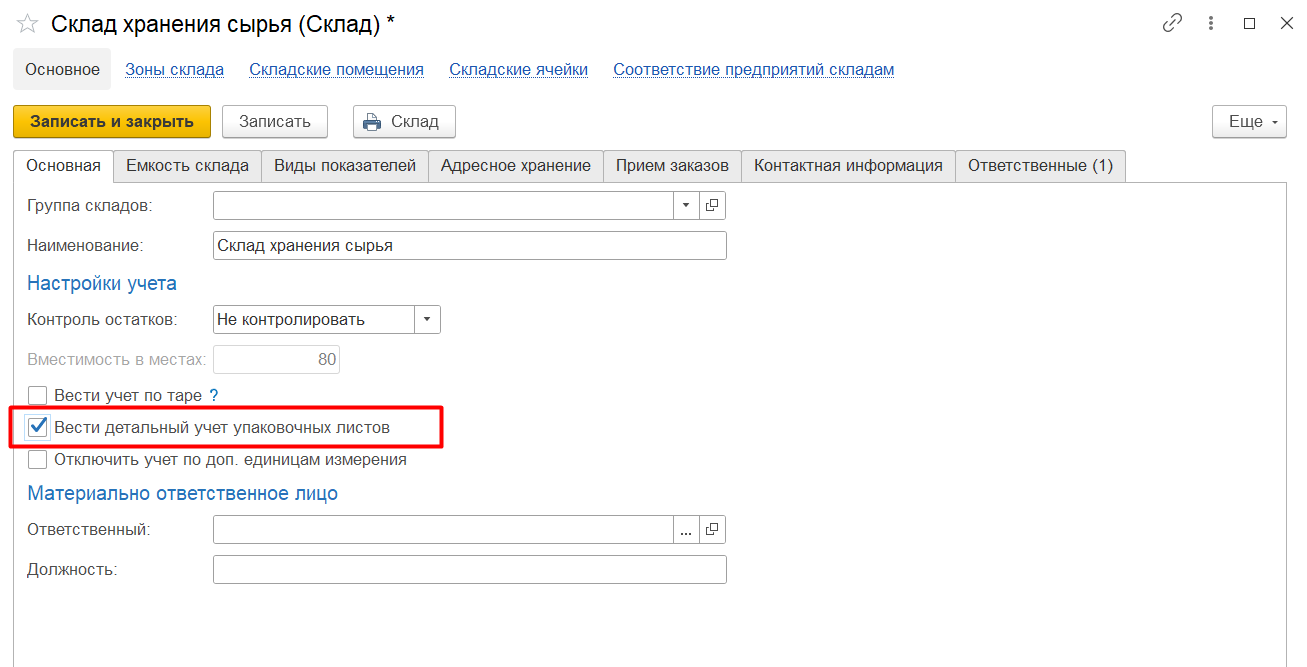 Склад хранения сырья (Склад) *
Основное Зоны склада Складские помещения Складские ячейки Соответствие предприятий складам
Записать и закрыть Записать Склад Еще
Основная Емкость склада Виды показателей Адресное хранение Прием заказов Контактная информация Ответственные (1)
Группа складов:
Наименование: Склад хранения сырья
Настройки учета
Контроль остатков: Не контролировать
Вместимость в местах: 80
Вести учет по таре ?
Вести детальный учет упаковочных листов
Отключить учет по доп. единицам измерения
Материально ответственное лицо
Ответственный: ...
Должность: